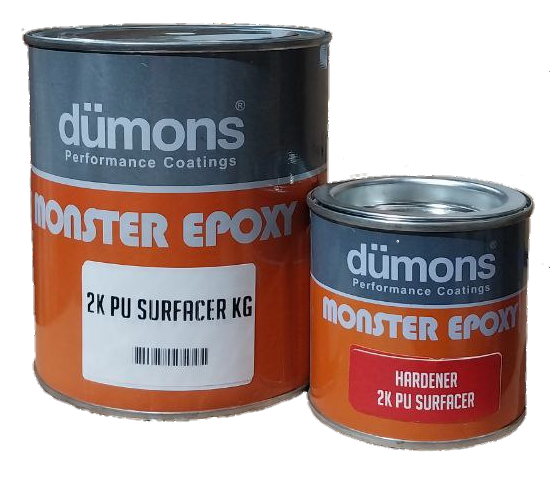 dümons®
Performance Coatings
MONSTER EPOXY
2K PU SURFACER KG
dümons®
Performance Coatings
MONSTER EPOXY
HARDENER
2K PU SURFACER